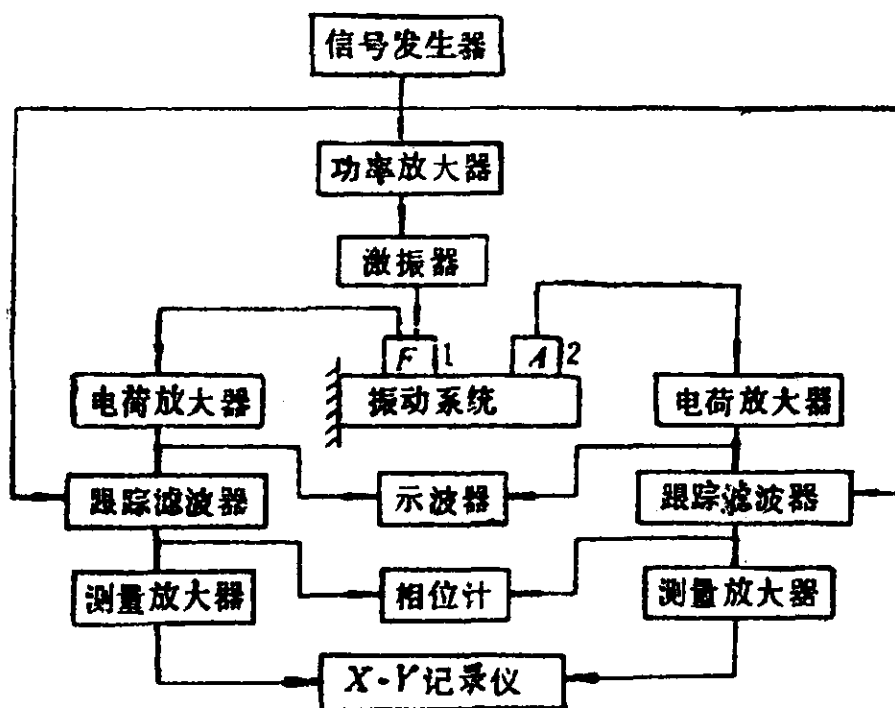 信号发生器
功率放大器
激振器
F 1
A 2
电荷放大器
振动系统
电荷放大器
跟踪滤波器
示波器
跟踪滤波器
测量放大器
相位计
测量放大器
X-Y记录仪